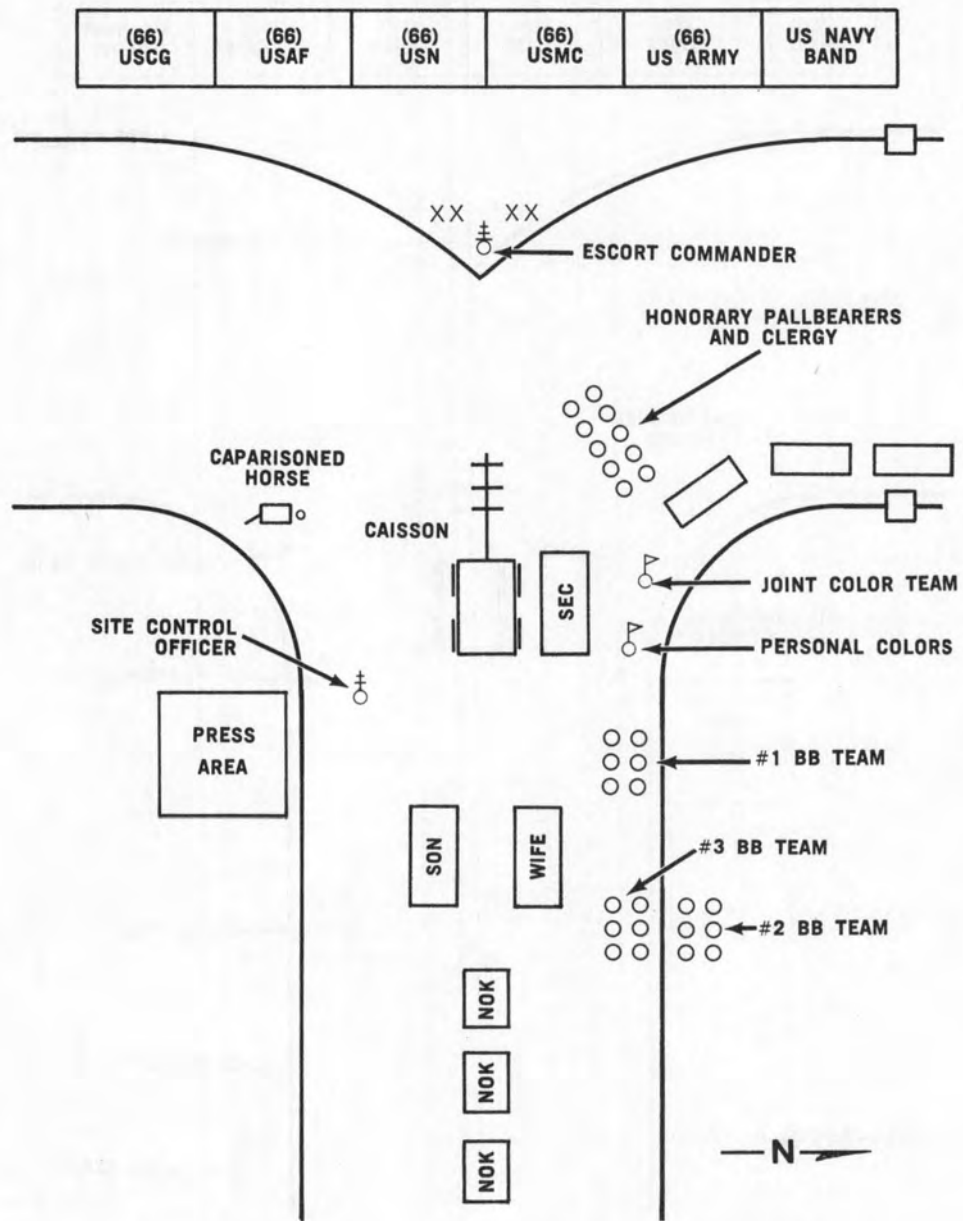 (66)
USCG
(66)
USAF
(66)
USN
(66)
USMC
(66)
US ARMY
US NAVY
BAND
XX
XX
ESCORT COMMANDER
HONORARY PALLBEARERS
AND CLERGY
CAPARISONED
HORSE
CAISSON
SEC
JOINT COLOR TEAM
SITE CONTROL
OFFICER
PERSONAL COLORS
PRESS
AREA
#1 BB TEAM
SON
WIFE
#3 BB TEAM
#2 BB TEAM
NOK
NOK
NOK
N